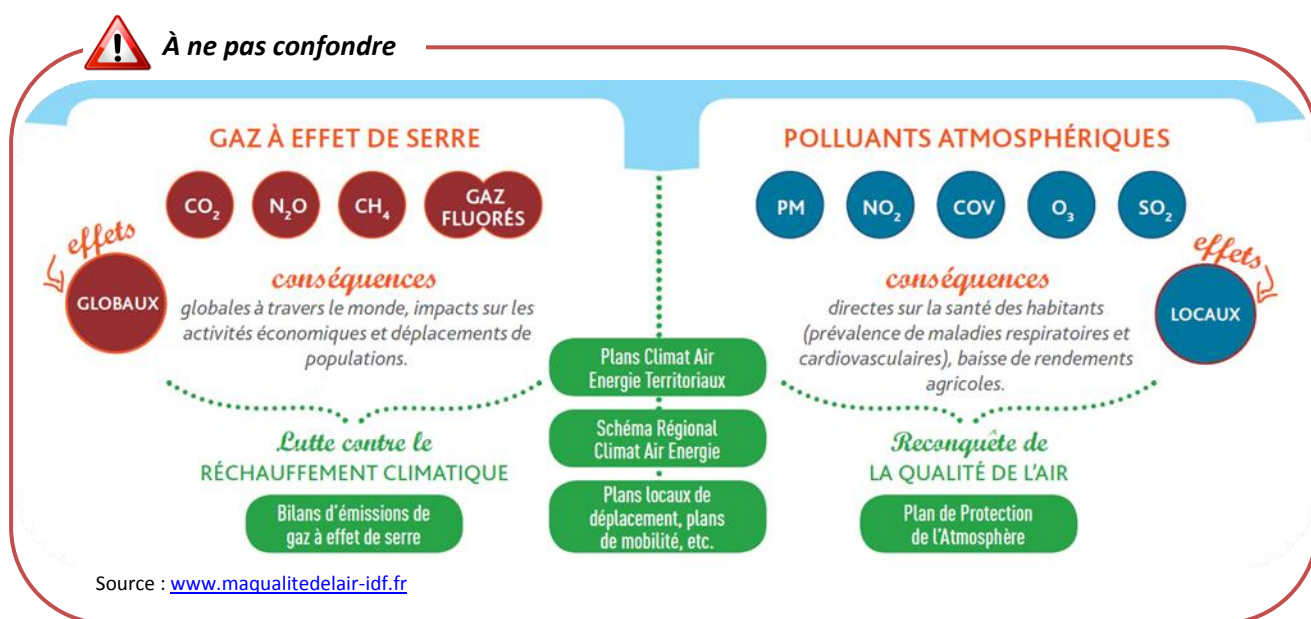 À ne pas confondre
GAZ À EFFET DE SERRE
CO₂
N₂O
CH₄
GAZ
FLUORÉS
effets
GLOBAUX
conséquences
globales à travers le monde, impacts sur les
activités économiques et déplacements de
populations.
Lutte contre le
RÉCHAUFFEMENT CLIMATIQUE
Bilans d'émissions de
gaz à effet de serre
Plans Climat Air
Energie Territoriaux
Schéma Régional
Climat Air Energie
Plans locaux de
déplacement, plans
de mobilité, etc.
POLLUANTS ATMOSPHÉRIQUES
PM
NO₂
COV
O₃
SO₂
effets
LOCAUX
conséquences
directes sur la santé des habitants
(prévalence de maladies respiratoires et
cardiovasculaires), baisse de rendements
agricoles.
Reconquête de
LA QUALITÉ DE L'AIR
Plan de Protection
de l'Atmosphère
Source : www.maqualitedelair-idf.fr